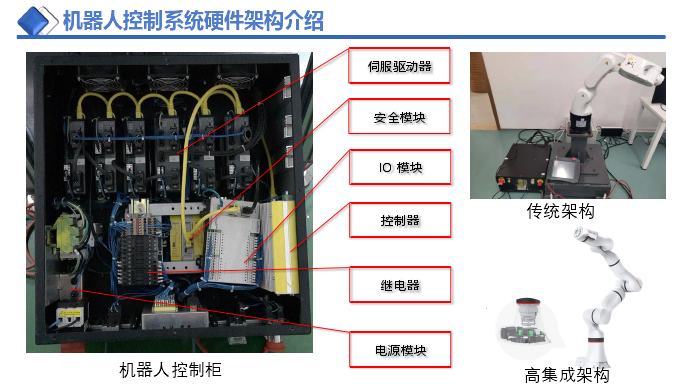 机器人控制系统硬件架构介绍
伺服驱动器
安全模块
IO 模块
控制器
继电器
电源模块
机器人控制柜
传统架构
高集成架构